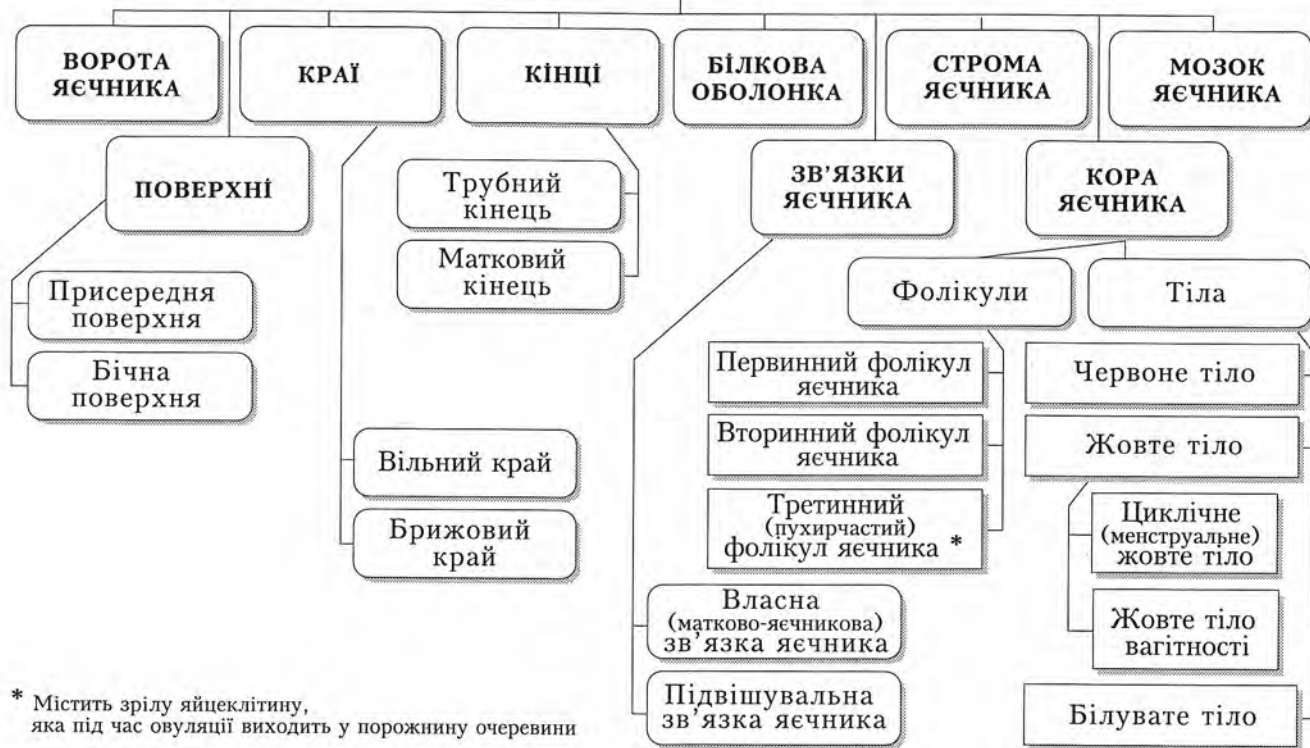 ВОРОТА
ЯЄЧНИКА
КРАЇ
КІНЦІ
БІЛКОВА
ОБОЛОНКА
СТРОМА
ЯЄЧНИКА
МОЗОК
ЯЄЧНИКА
ПОВЕРХНІ
Трубний
кінець
Матковий
кінець
ЗВ’ЯЗКИ
ЯЄЧНИКА
КОРА
ЯЄЧНИКА
Присередня
поверхня
Бічна
поверхня
Фолікули
Тіла
Первинний фолікул
яєчника
Вторинний фолікул
яєчника
Третинний
(пухирчастий)
фолікул яєчника *
Червоне тіло
Жовте тіло
Циклічне
(менструальне)
жовте тіло
Жовте тіло
вагітності
Білувате тіло
Вільний край
Брижовий
край
Власна
(матково-яєчникова)
зв’язка яєчника
Підвішувальна
зв’язка яєчника
* Містить зрілу яйцеклітину,
яка під час овуляції виходить у порожнину очеревини